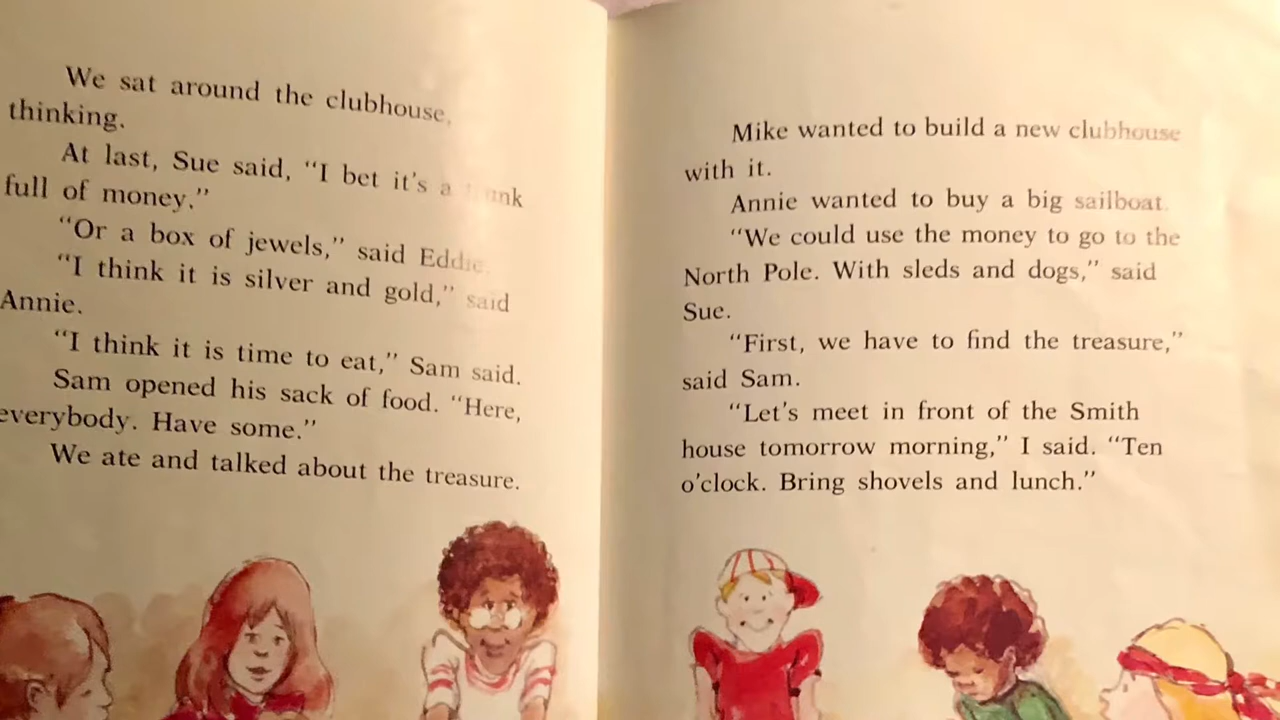 We sat around the clubhouse,
thinking.
At last, Sue said, “I bet it's a
full of money.”
“Or a box of jewels,” said Eddie.
“I think it is silver and gold,” said
Annie.
“I think it is time to eat,” Sam said.
Sam opened his sack of food. “Here,
everybody. Have some.”
We ate and talked about the treasure.
Mike wanted to build a new clubhouse
with it.
Annie wanted to buy a big sailboat.
“We could use the money to go to the
North Pole. With sleds and dogs,” said
Sue.
“First, we have to find the treasure,”
said Sam.
“Let's meet in front of the Smith
house tomorrow morning,” I said. “Ten
o'clock. Bring shovels and lunch.”